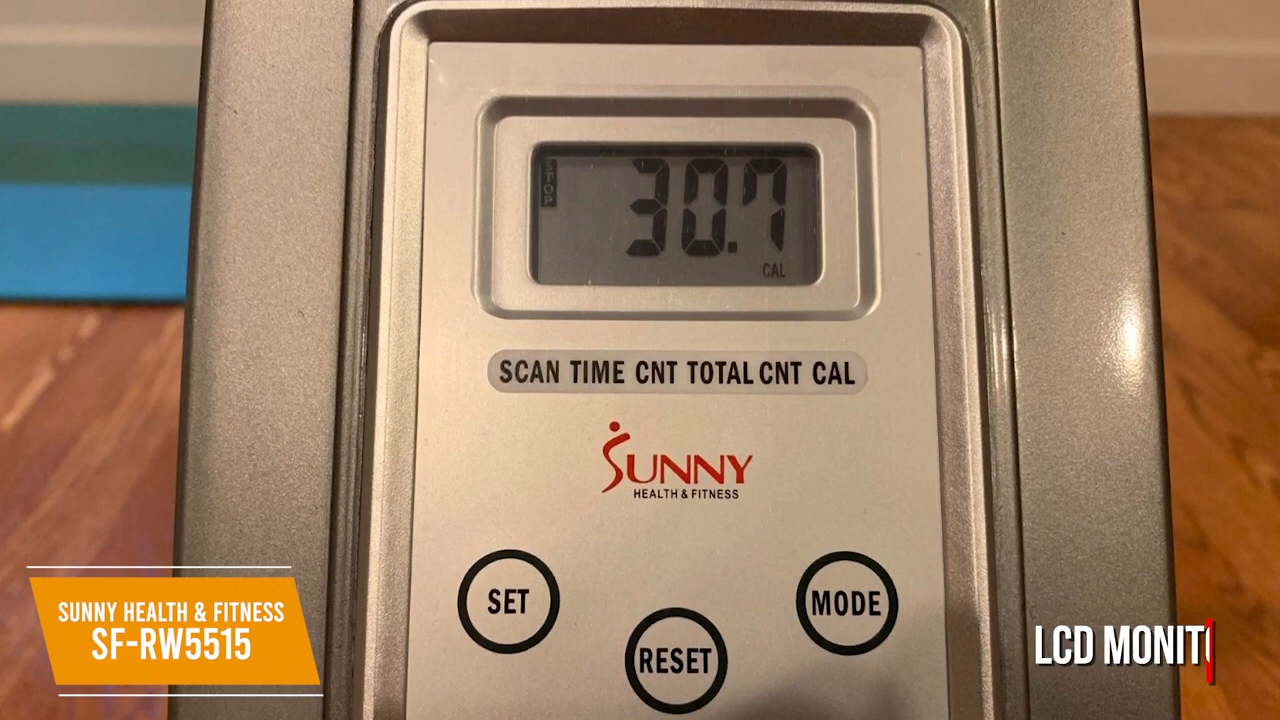 STOP
30.7
CAL
SCAN TIME CNT TOTAL CNT CAL
SUNNY
HEALTH & FITNESS
SET
MODE
RESET
SUNNY HEALTH & FITNESS
SF-RW5515
LCD MONIT